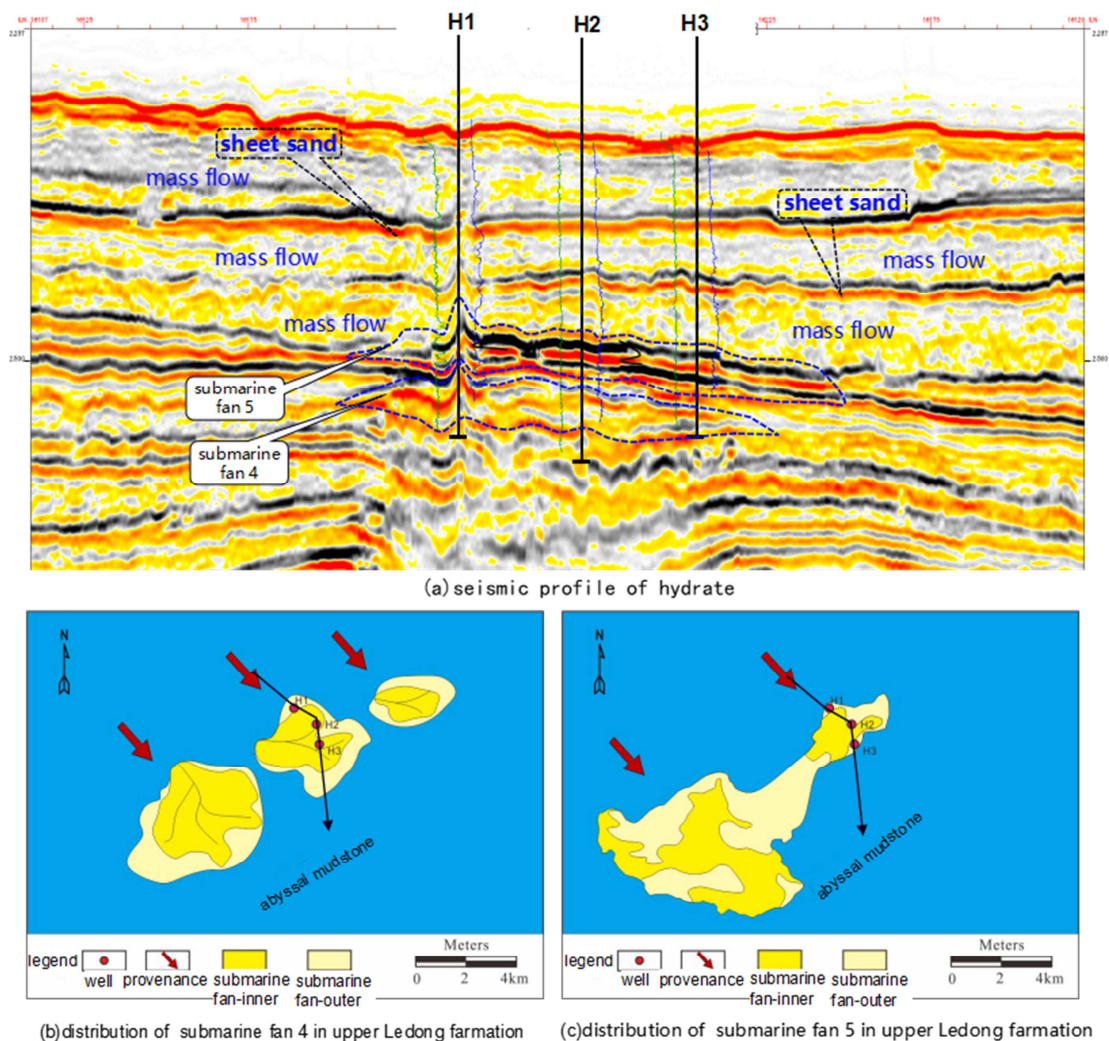 H1
H2
H3
2,287
2,287
sheet sand
mass flow
sheet sand
mass flow
mass flow
mass flow
mass flow
submarine
fan 5
submarine
fan 4
(a)seismic profile of hydrate
N
H1
H2
H3
abyssal mudstone
legend
well
provenance
submarine
fan-inner
submarine
fan-outer
Meters
0 2 4km
(b)distribution of submarine fan 4 in upper Ledong farmation
N
H1
H2
H3
abyssal mudstone
legend
well
provenance
submarine
fan-inner
submarine
fan-outer
Meters
0 2 4km
(c)distribution of submarine fan 5 in upper Ledong farmation